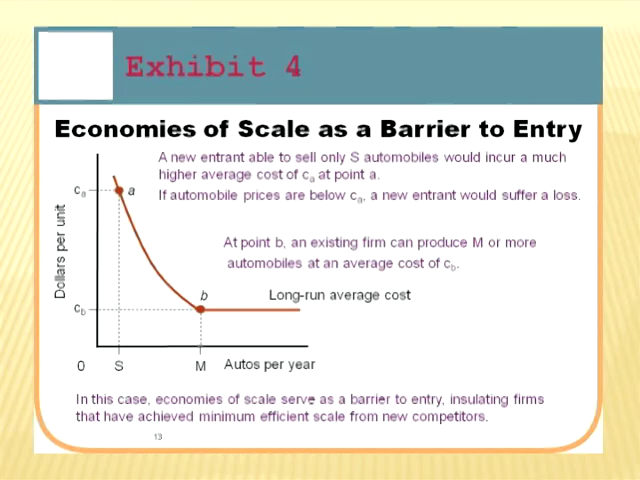 Exhibit 4
Economies of Scale as a Barrier to Entry
A new entrant able to sell only S automobiles would incur a much
higher average cost of ca at point a.
If automobile prices are below ca, a new entrant would suffer a loss.
ca
a
At point b, an existing firm can produce M or more
automobiles at an average cost of cb.
Dollars per unit
b
Long-run average cost
cb
0 S M Autos per year
In this case, economies of scale serve as a barrier to entry, insulating firms
that have achieved minimum efficient scale from new competitors.
13